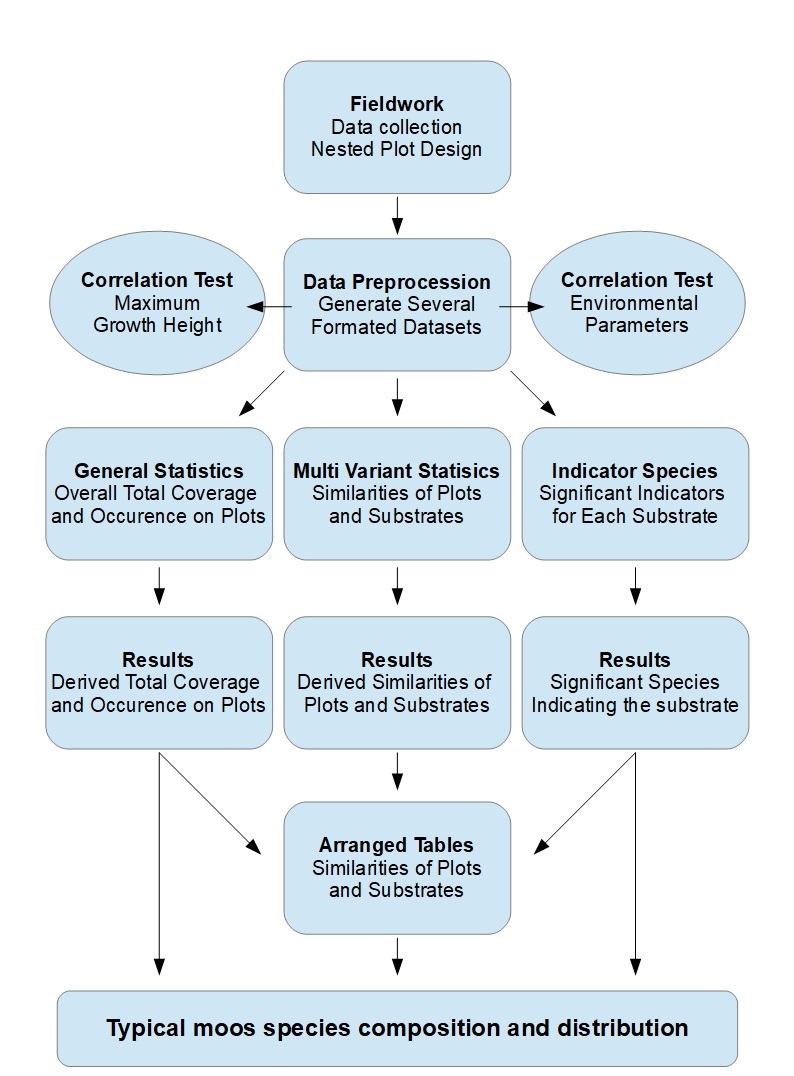 Fieldwork
Data collection
Nested Plot Design
Correlation Test
Maximum
Growth Height
Data Preprocession
Generate Several
Formated Datasets
Correlation Test
Environmental
Parameters
General Statistics
Overall Total Coverage
and Occurence on Plots
Multi Variant Statisics
Similarities of Plots
and Substrates
Indicator Species
Significant Indicators
for Each Substrate
Results
Derived Total Coverage
and Occurence on Plots
Results
Derived Similarities of
Plots and Substrates
Results
Significant Species
Indicating the substrate
Arranged Tables
Similarities of Plots
and Substrates
Typical moos species composition and distribution